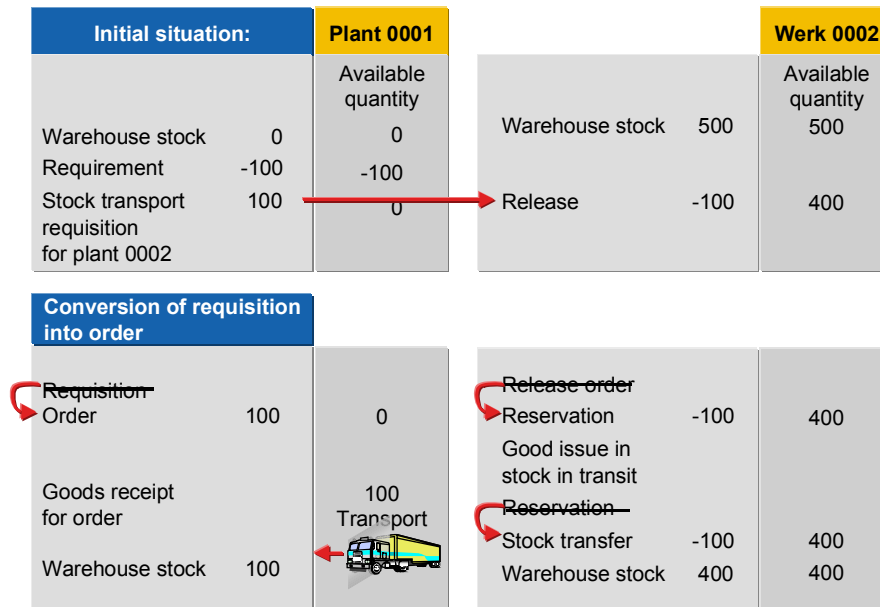 Initial situation:
Plant 0001
Available
quantity
Warehouse stock 0 0
Requirement -100 -100
Stock transport 100 0
requisition
for plant 0002
Werk 0002
Available
quantity
Warehouse stock 500 500
Release -100 400
Conversion of requisition
into order
Requisition
Order 100 0
Goods receipt 100
for order Transport
Warehouse stock 100
Release order
Reservation -100 400
Good issue in
stock in transit
Reservation
Stock transfer -100 400
Warehouse stock 400 400